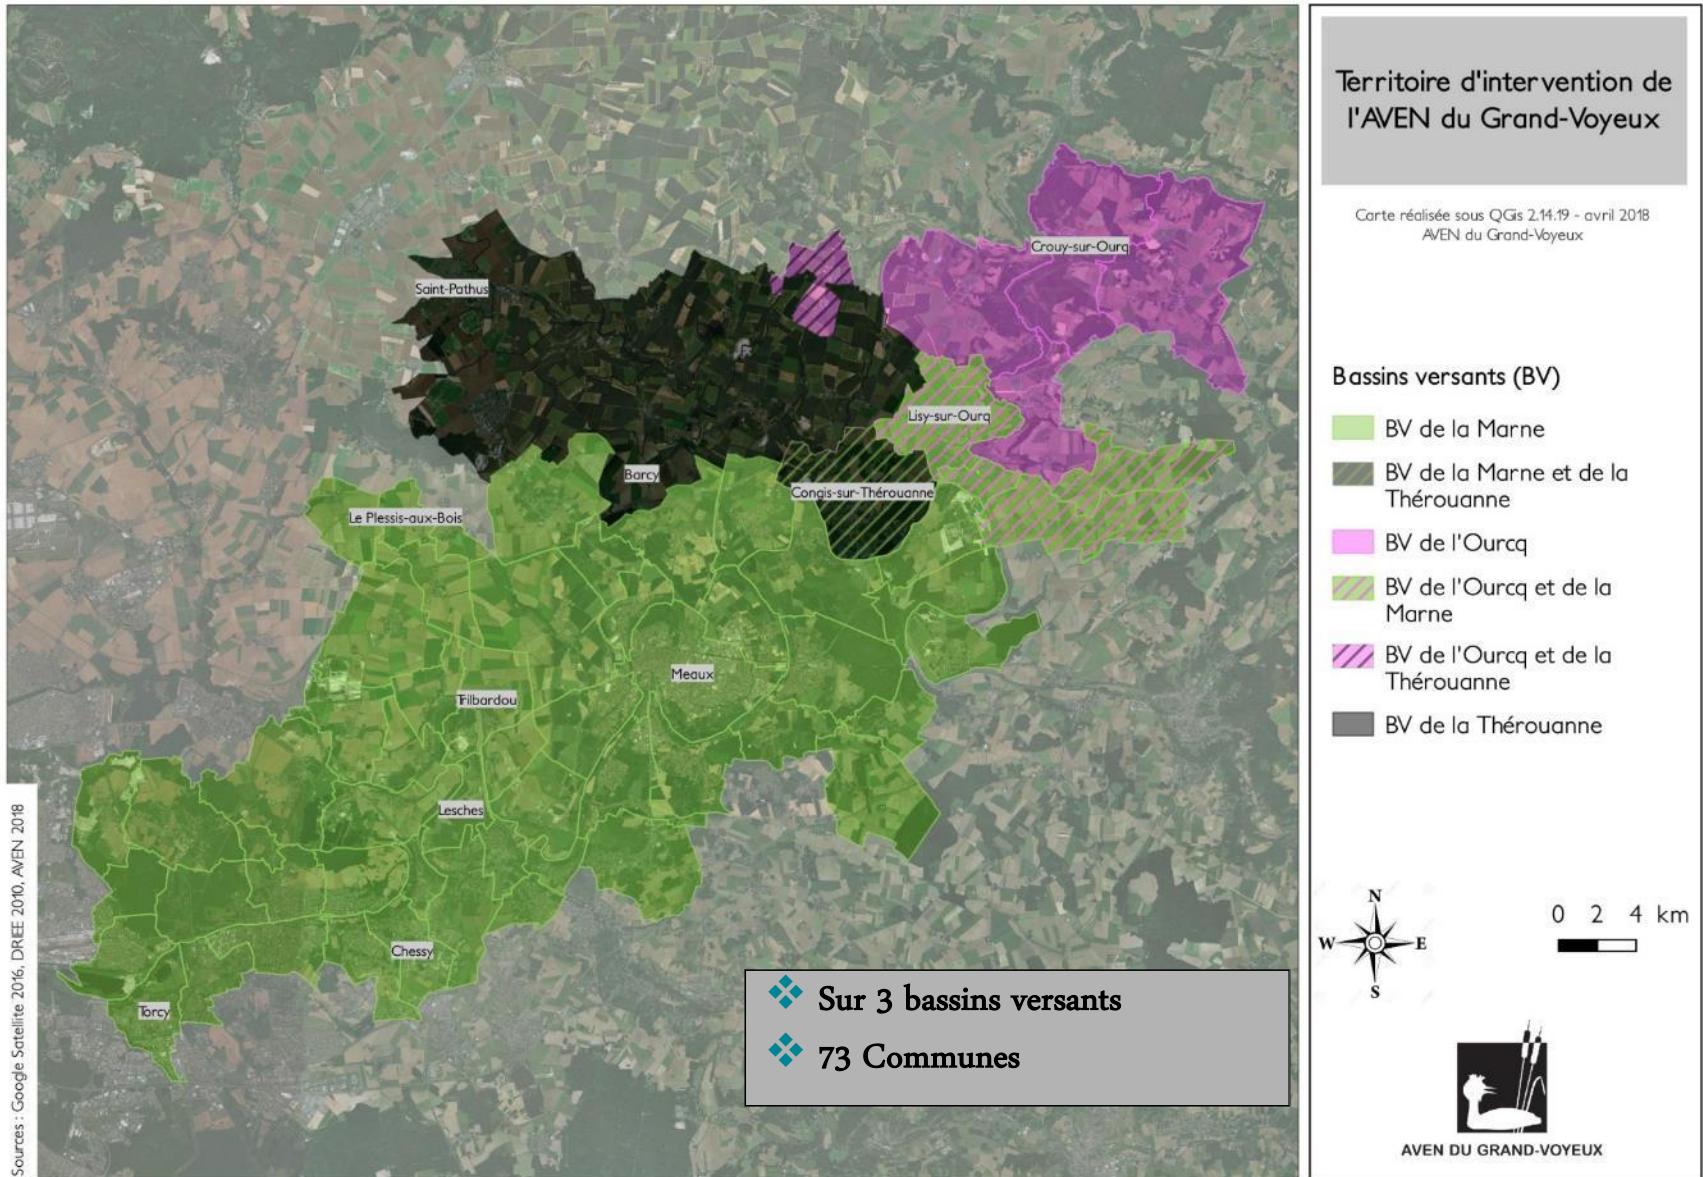 Territoire d'intervention de
l'AVEN du Grand-Voyeux
Carte réalisée sous QGis 2.14.19 - avril 2018
AVEN du Grand-Voyeux
Bassins versants (BV)
BV de la Marne
BV de la Marne et de la
Thérouanne
BV de l'Ourcq
BV de l'Ourcq et de la
Marne
BV de l'Ourcq et de la
Thérouanne
BV de la Thérouanne
N
W
E
S
0 2 4 km
AVEN DU GRAND-VOYEUX
Crouy-sur-Ourq
Saint-Pathus
Lisy-sur-Ourq
Barcy
Congis-sur-Thérouanne
Le Plessis-aux-Bois
Meaux
Trilbardou
Lesches
Chessy
Torcy
Sur 3 bassins versants
73 Communes
Sources : Google Satellite 2016, DREE 2010, AVEN 2018